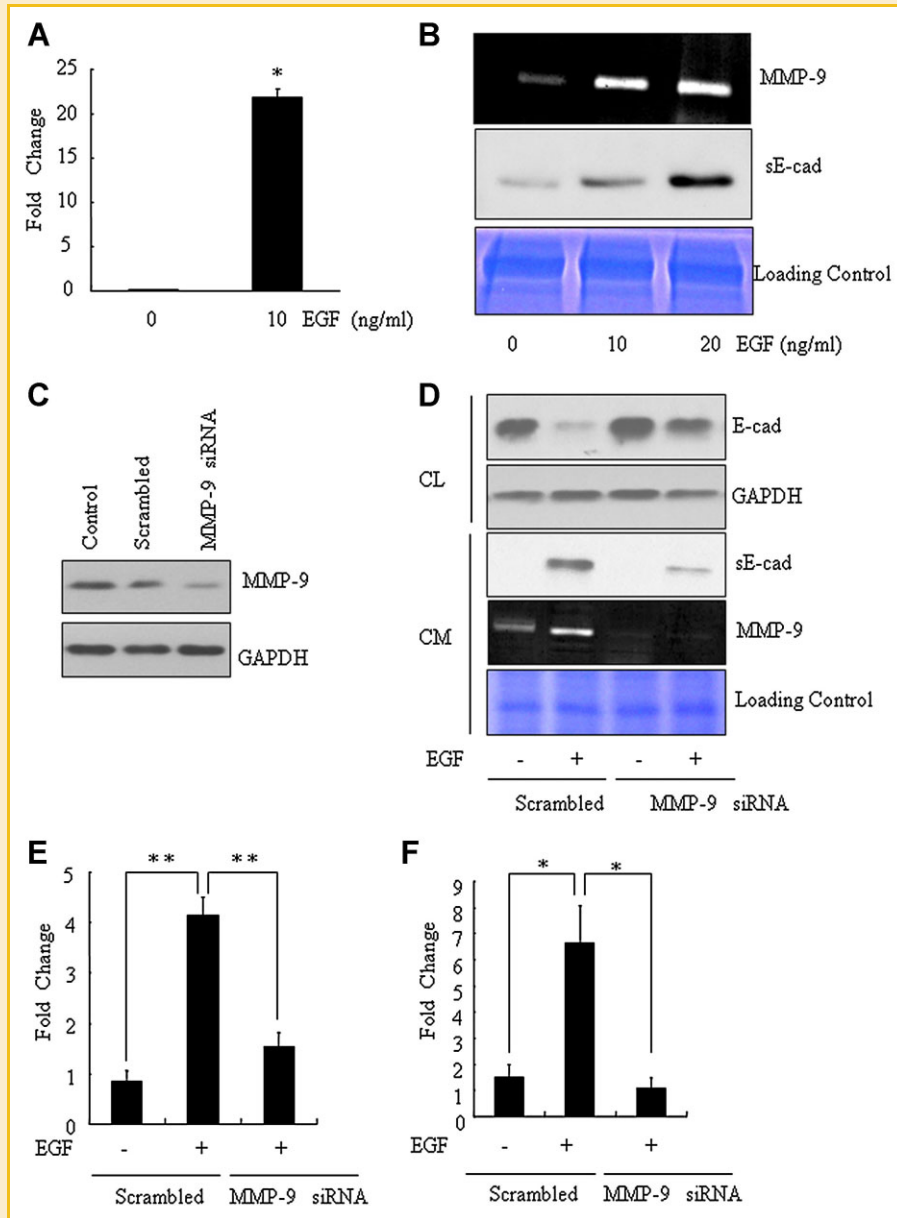 A
Fold Change
25
20
15
10
5
0
*
0 10 EGF (ng/ml)
B
MMP-9
sE-cad
Loading Control
0 10 20 EGF (ng/ml)
C
Control
Scrambled
MMP-9 siRNA
MMP-9
GAPDH
D
CL
E-cad
GAPDH
CM
sE-cad
MMP-9
Loading Control
EGF - + - +
Scrambled MMP-9 siRNA
E
Fold Change
5
4
3
2
1
0
** **
EGF - + +
Scrambled MMP-9 siRNA
F
Fold Change
9
8
7
6
5
4
3
2
1
0
* *
EGF - + +
Scrambled MMP-9 siRNA